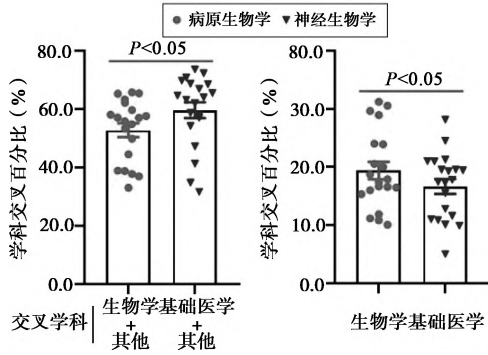 病原生物学 神经生物学
学科交叉百分比（%）
80.0
60.0
40.0
20.0
0.0
P<0.05
交叉学科
生物学
+
其他
基础医学
+
其他
学科交叉百分比（%）
80.0
30.0
20.0
10.0
0.0
P<0.05
生物学
基础医学